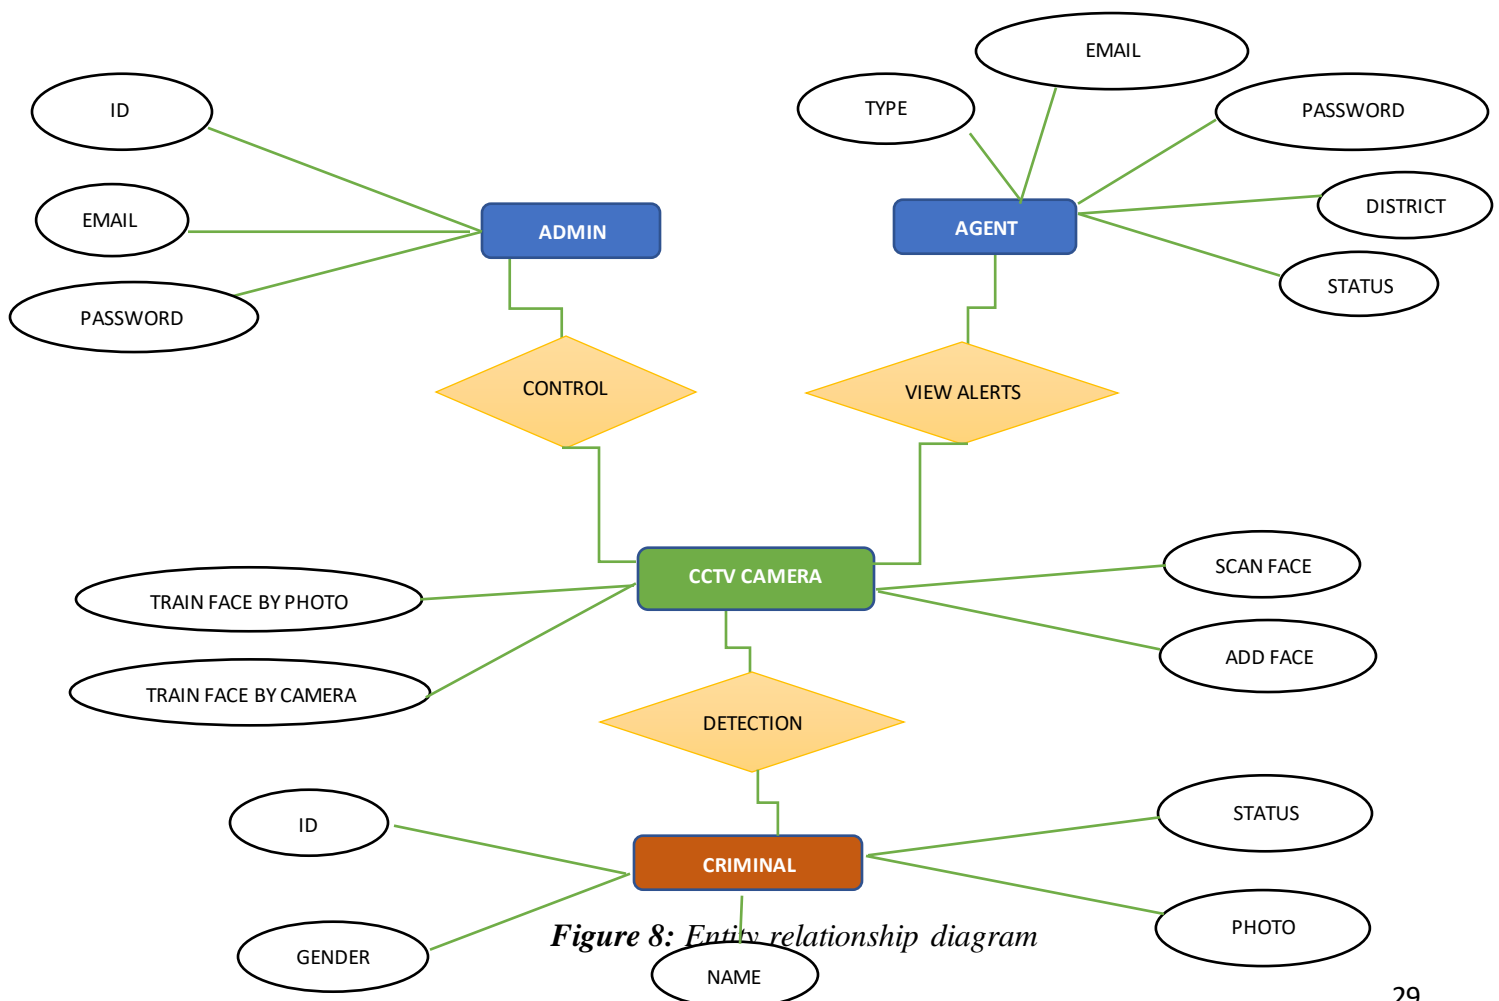 EMAIL
ID
TYPE
PASSWORD
EMAIL
ADMIN
AGENT
DISTRICT
STATUS
PASSWORD
CONTROL
VIEW ALERTS
CCTV CAMERA
SCAN FACE
TRAIN FACE BY PHOTO
ADD FACE
TRAIN FACE BY CAMERA
DETECTION
ID
STATUS
CRIMINAL
Figure 8: Entity relationship diagram
PHOTO
GENDER
NAME
29